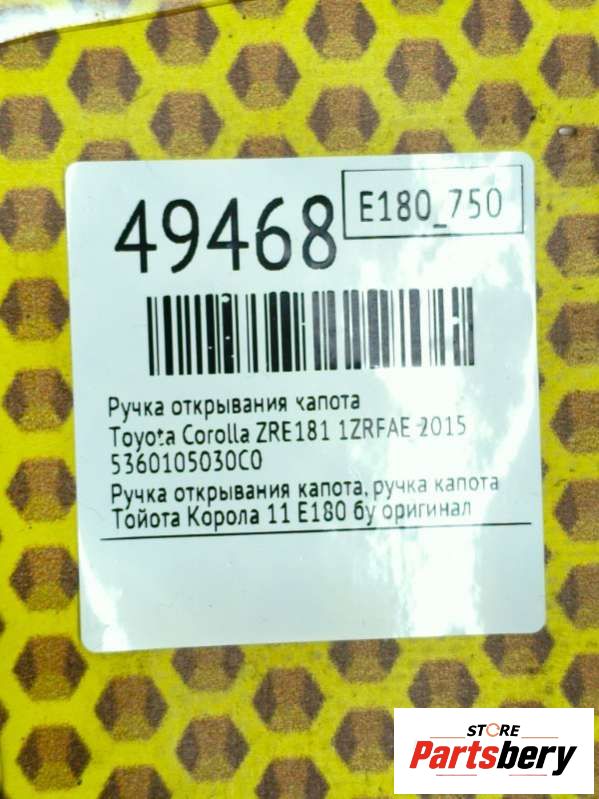 49468
E180_750
Ручка открывания капота
Toyota Corolla ZRE181 1ZRFAE 2015
5360105030C0
Ручка открывания капота, ручка капота
Тойота Корола 11 Е180 бу оригинал
STORE
Partsbery